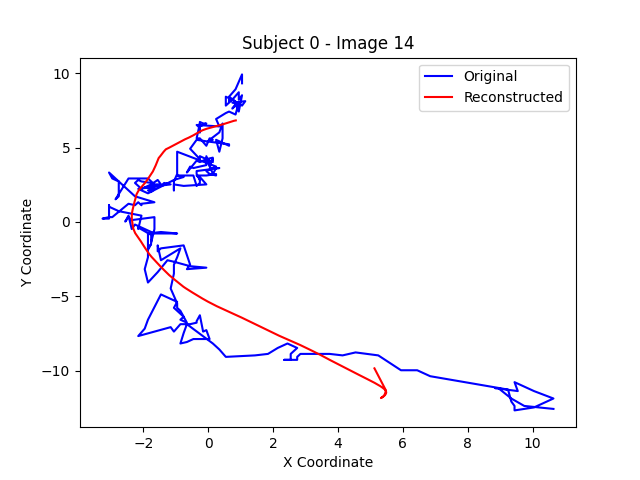 Subject 0 - Image 14
Original
Reconstructed
Y Coordinate
10
5
0
−5
−10
−2
0
2
4
6
8
10
X Coordinate